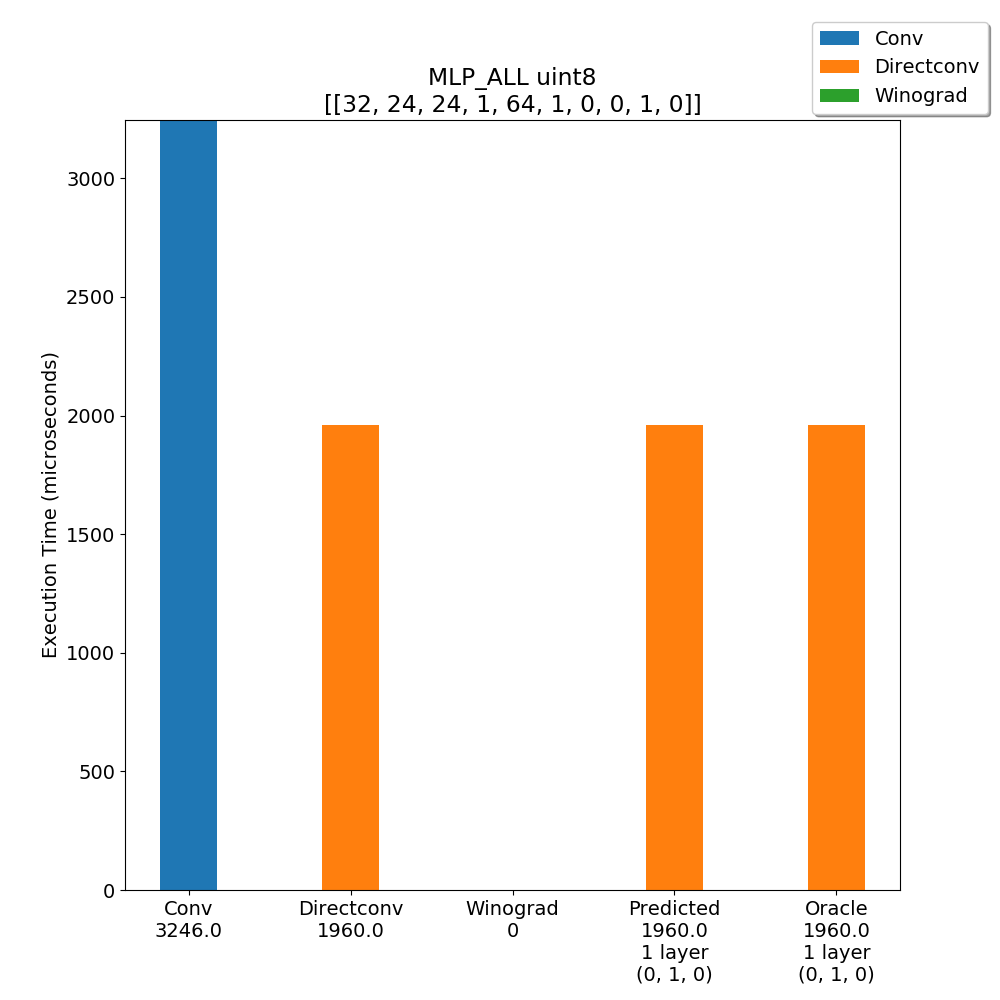 Conv
Directconv
Winograd
MLP_ALL uint8
[[32, 24, 24, 1, 64, 1, 0, 0, 1, 0]]
Execution Time (microseconds)
3000
2500
2000
1500
1000
500
0
Conv
3246.0
Directconv
1960.0
Winograd
0
Predicted
1960.0
1 layer
(0, 1, 0)
Oracle
1960.0
1 layer
(0, 1, 0)